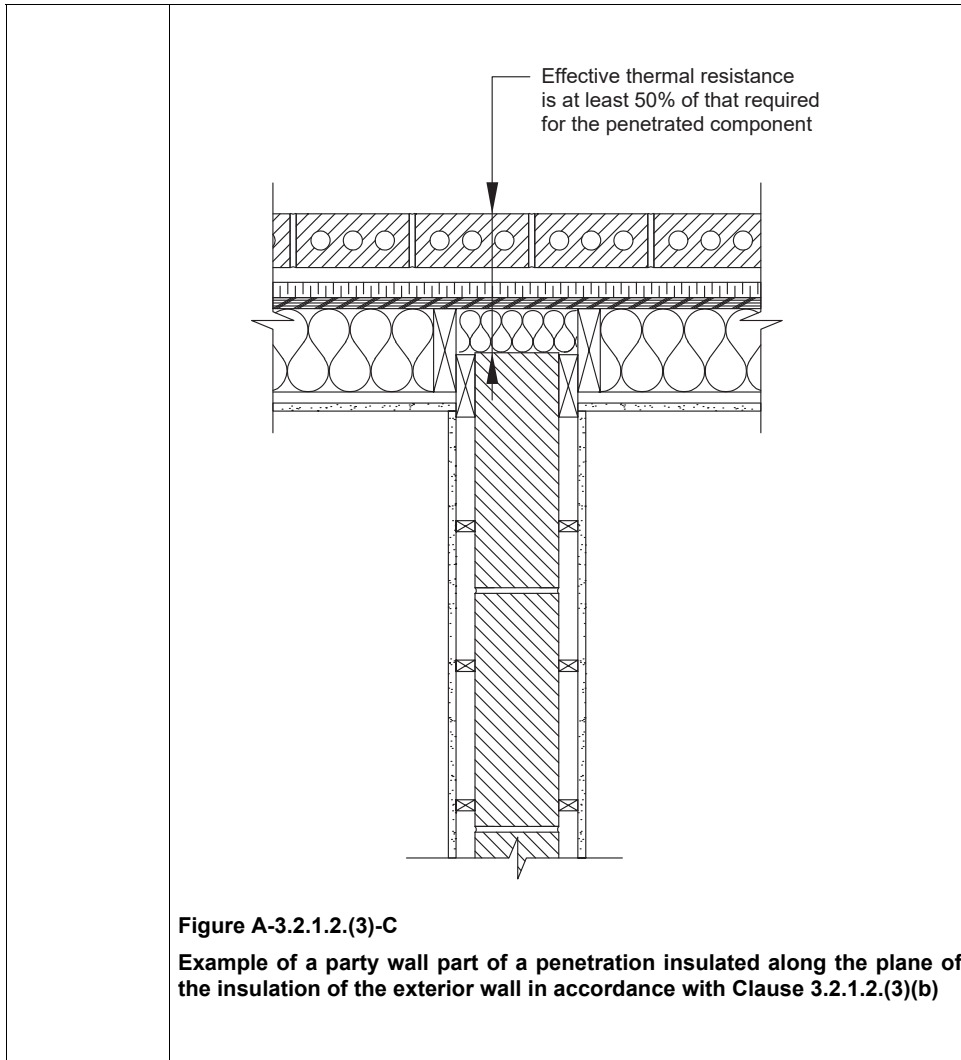 Effective thermal resistance
is at least 50% of that required
for the penetrated component
Figure A-3.2.1.2.(3)-C
Example of a party wall part of a penetration insulated along the plane of
the insulation of the exterior wall in accordance with Clause 3.2.1.2.(3)(b)